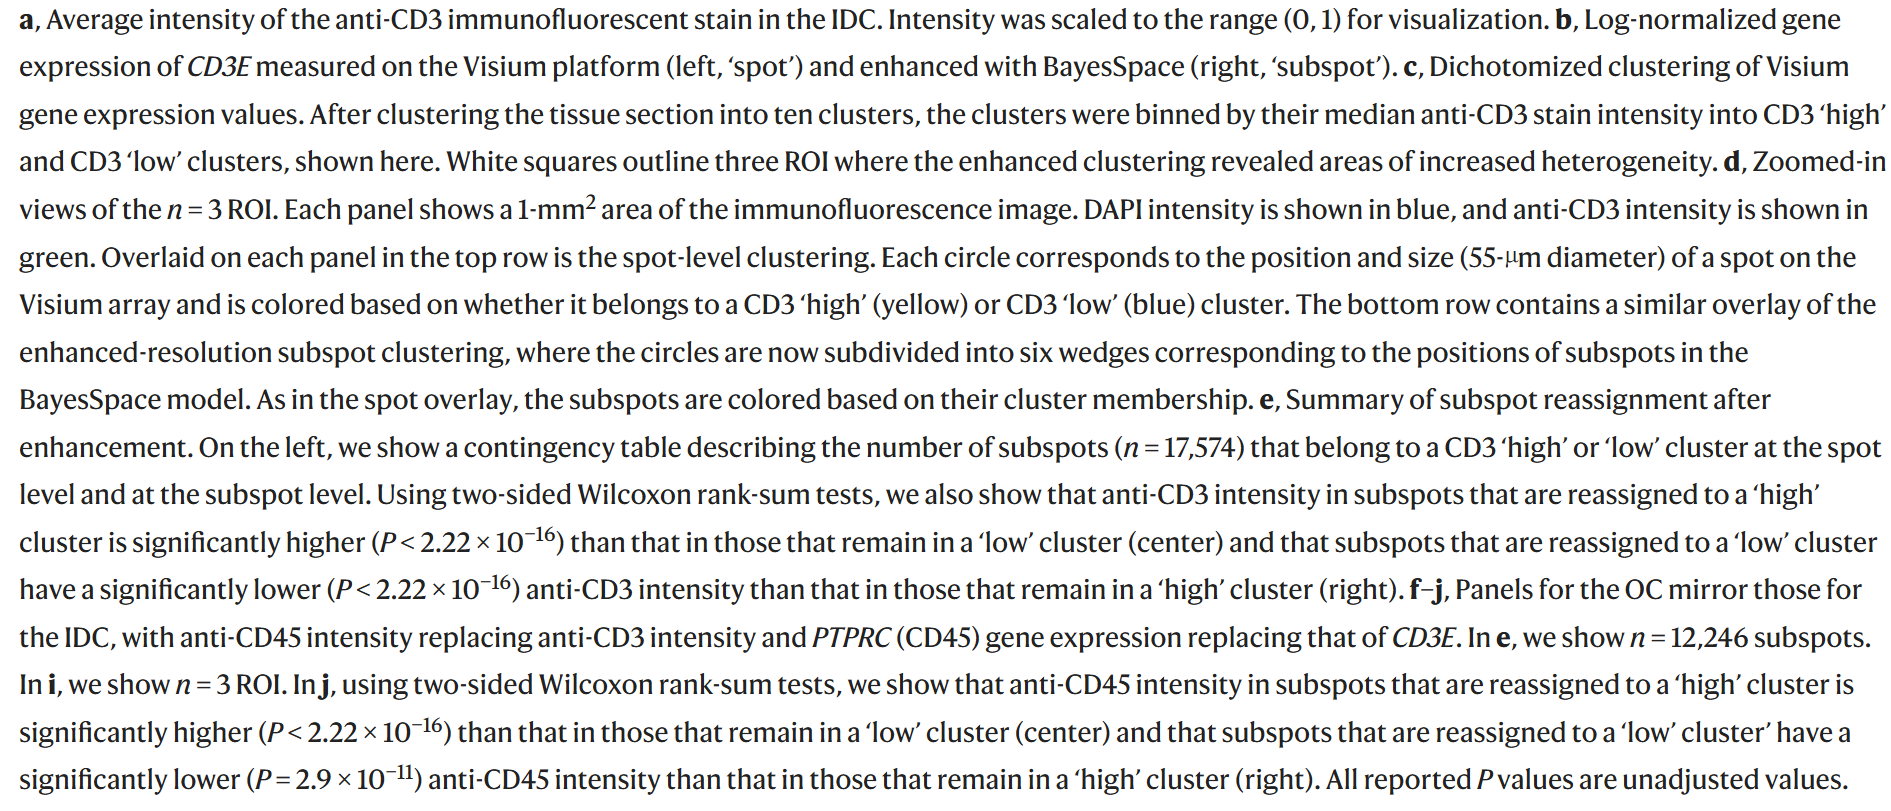 a, Average intensity of the anti-CD3 immunofluorescent stain in the IDC. Intensity was scaled to the range (0, 1) for visualization. b, Log-normalized gene
expression of CD3E measured on the Visium platform (left, ‘spot’) and enhanced with BayesSpace (right, ‘subspot’). c, Dichotomized clustering of Visium
gene expression values. After clustering the tissue section into ten clusters, the clusters were binned by their median anti-CD3 stain intensity into CD3 ‘high’
and CD3 ‘low’ clusters, shown here. White squares outline three ROI where the enhanced clustering revealed areas of increased heterogeneity. d, Zoomed-in
views of the n = 3 ROI. Each panel shows a 1-mm² area of the immunofluorescence image. DAPI intensity is shown in blue, and anti-CD3 intensity is shown in
green. Overlaid on each panel in the top row is the spot-level clustering. Each circle corresponds to the position and size (55-μm diameter) of a spot on the
Visium array and is colored based on whether it belongs to a CD3 ‘high’ (yellow) or CD3 ‘low’ (blue) cluster. The bottom row contains a similar overlay of the
enhanced-resolution subspot clustering, where the circles are now subdivided into six wedges corresponding to the positions of subspots in the
BayesSpace model. As in the spot overlay, the subspots are colored based on their cluster membership. e, Summary of subspot reassignment after
enhancement. On the left, we show a contingency table describing the number of subspots (n = 17,574) that belong to a CD3 ‘high’ or ‘low’ cluster at the spot
level and at the subspot level. Using two-sided Wilcoxon rank-sum tests, we also show that anti-CD3 intensity in subspots that are reassigned to a ‘high’
cluster is significantly higher (P < 2.22 × 10⁻¹⁶) than that in those that remain in a ‘low’ cluster (center) and that subspots that are reassigned to a ‘low’ cluster
have a significantly lower (P < 2.22 × 10⁻¹⁶) anti-CD3 intensity than that in those that remain in a ‘high’ cluster (right). f–j, Panels for the OC mirror those for
the IDC, with anti-CD45 intensity replacing anti-CD3 intensity and PTPRC (CD45) gene expression replacing that of CD3E. In e, we show n = 12,246 subspots.
In i, we show n = 3 ROI. In j, using two-sided Wilcoxon rank-sum tests, we show that anti-CD45 intensity in subspots that are reassigned to a ‘high’ cluster is
significantly higher (P < 2.22 × 10⁻¹⁶) than that in those that remain in a ‘low’ cluster (center) and that subspots that are reassigned to a ‘low’ cluster’ have a
significantly lower (P = 2.9 × 10⁻¹¹) anti-CD45 intensity than that in those that remain in a ‘high’ cluster (right). All reported P values are unadjusted values.